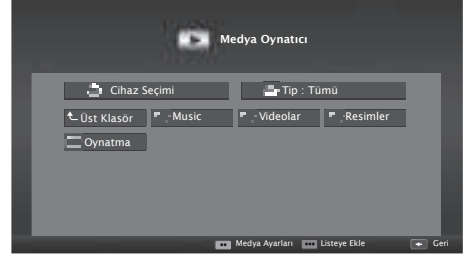 Medya Oynatıcı
Cihaz Seçimi Tip : Tümü
Üst Klasör -Music -Videolar -Resimler
Oynatma
Medya Ayarları Listeye Ekle Geri